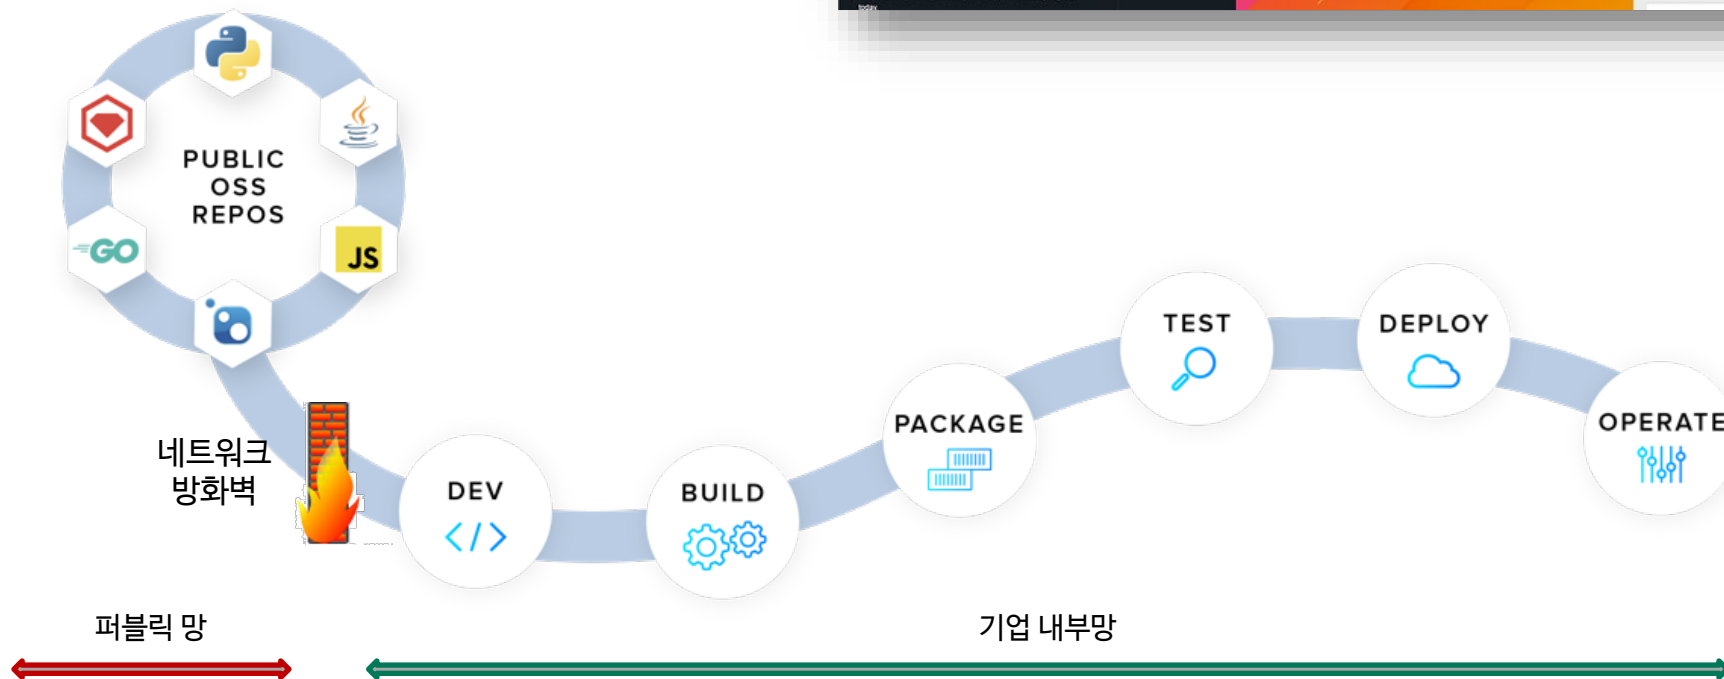 today
PUBLIC
OSS
REPOS
GO
JS
네트워크
방화벽
DEV
</>
BUILD
PACKAGE
TEST
DEPLOY
OPERATE
퍼블릭 망
기업 내부망